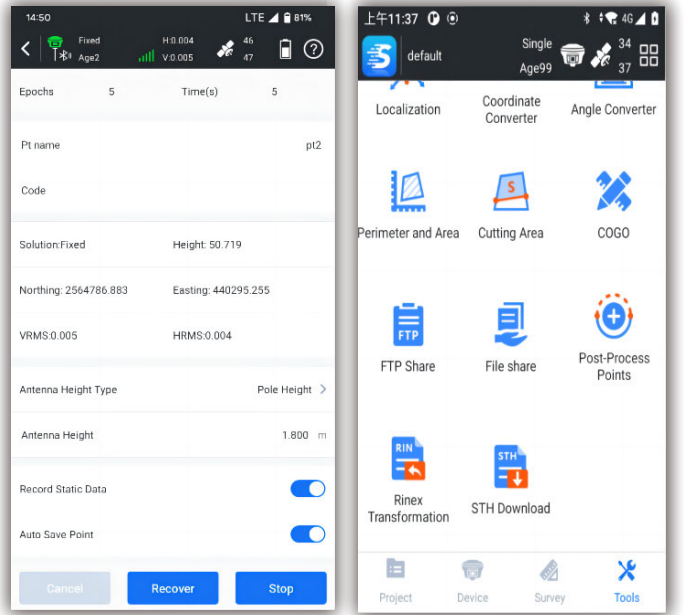 14:50 LTE 81%
Fixed H:0.004 46
Age2 V:0.005 47
Epochs 5 Time(s) 5
Pt name pt2
Code
Solution:Fixed Height: 50.719
Northing: 2564786.883 Easting: 440295.255
VRMS:0.005 HRMS:0.004
Antenna Height Type Pole Height
Antenna Height 1.800 m
Record Static Data
Auto Save Point
Cancel Recover Stop
上午11:37 4G
default Single 34
Age99 37
Localization Coordinate Converter Angle Converter
S
Perimeter and Area Cutting Area COGO
FTP
FTP Share File share Post-Process Points
RIN STH
Rinex Transformation STH Download
Project Device Survey Tools